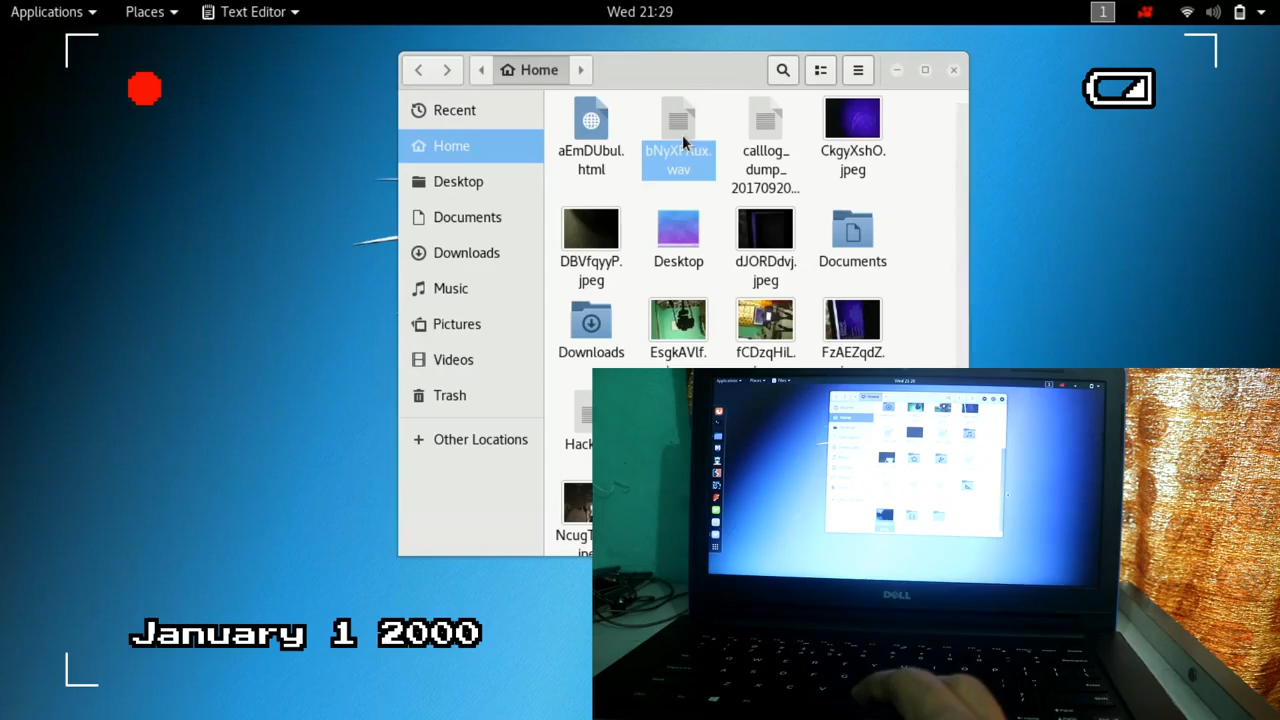 Applications Places Text Editor Wed 21:29 1
Home
Recent
Home
Desktop
Documents
Downloads
Music
Pictures
Videos
Trash
+ Other Locations
aEmDUbul.
html
wav
calllog_
dump_
20170920...
CkgyXshO.
jpeg
DBVfqyyP.
jpeg
Desktop
dJORDdvj.
jpeg
Documents
Downloads
EsgkAVlf.
fCDzqHiL.
FzAEZqdZ.
January 1 2000
DELL